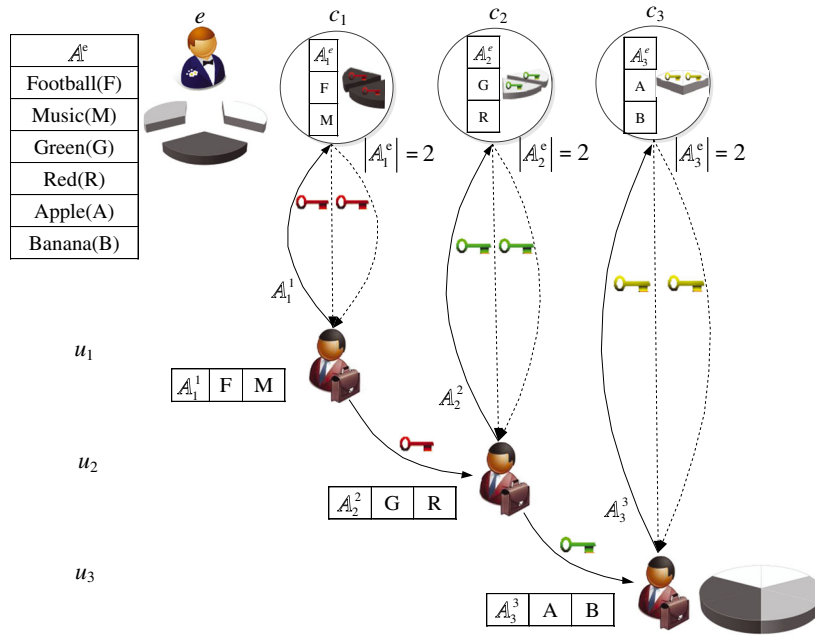 e c₁ c₂ c₃
𝔸ᵉ
Football(F)
Music(M)
Green(G)
Red(R)
Apple(A)
Banana(B)
𝔸₁ᵉ
F
M
𝔸₂ᵉ
G
R
𝔸₃ᵉ
A
B
|𝔸₁ᵉ| = 2 |𝔸₂ᵉ| = 2 |𝔸₃ᵉ| = 2
𝔸₁¹
u₁
𝔸₁¹ F M
𝔸₂²
u₂
𝔸₂² G R
𝔸₃³
u₃
𝔸₃³ A B